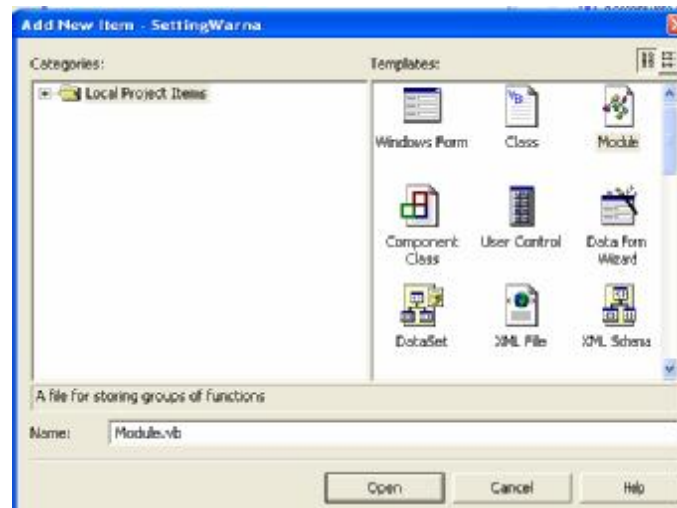 Add New Item - SettingWarna
Categories:
Templates:
Local Project Items
Windows Form
Class
Module
Component Class
User Control
Data Form Wizard
DataSet
XML File
XML Schema
A file for storing groups of functions
Name:
Module.vb
Open
Cancel
Help